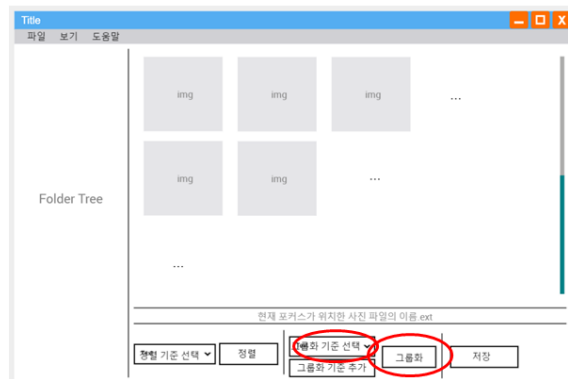 Title
X
파일 보기 도움말
img img img ...
img img ...
Folder Tree
...
현재 포커스가 위치한 사진 파일의 이름 ext
정렬 기준 선택 정렬 그룹화 기준 선택 그룹화 저장
그룹화 기준 추가